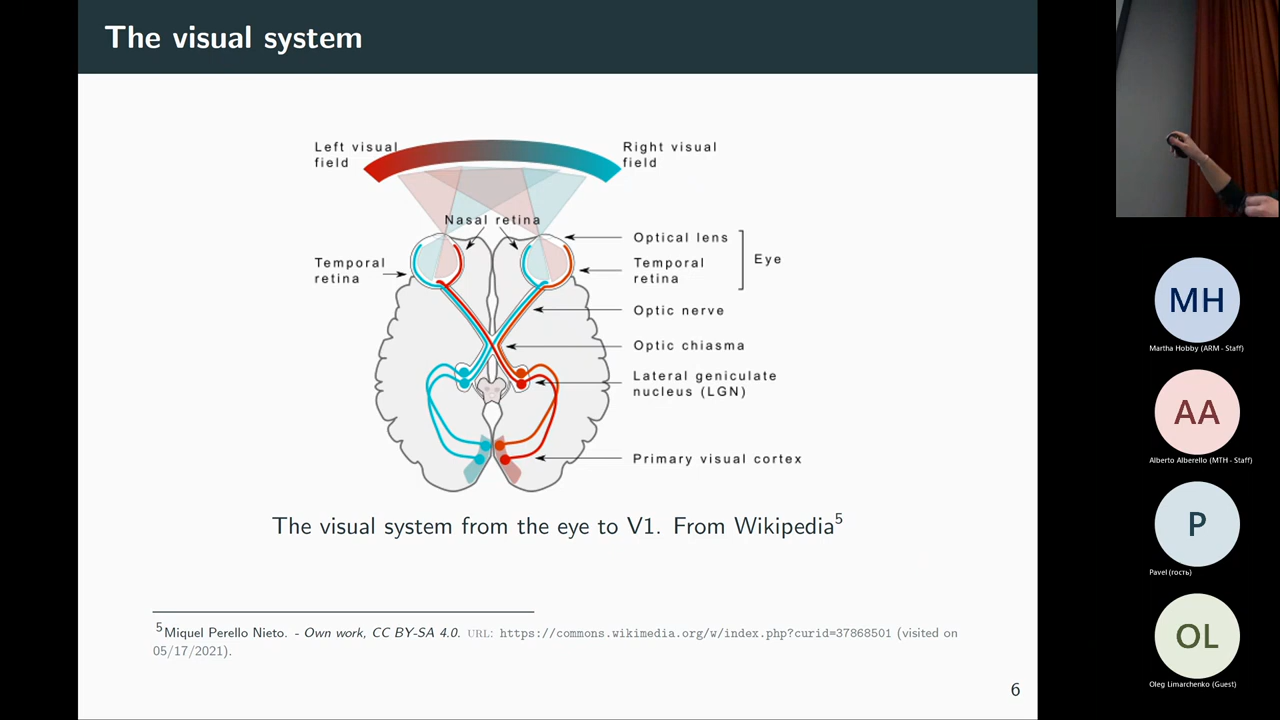 The visual system
Left visual
field
Right visual
field
Nasal retina
Optical lens
Temporal
retina
Temporal
retina
Eye
Optic nerve
Optic chiasma
Lateral geniculate
nucleus (LGN)
Primary visual cortex
The visual system from the eye to V1. From Wikipedia5
5Miquel Perello Nieto. - Own work, CC BY-SA 4.0. URL: https://commons.wikimedia.org/w/index.php?curid=37868501 (visited on
05/17/2021).
6
MH
Martha Hobby (ARM - Staff)
AA
Alberto Alberello (MTH - Staff)
P
Pavel (гость)
OL
Oleg Limarchenko (Guest)